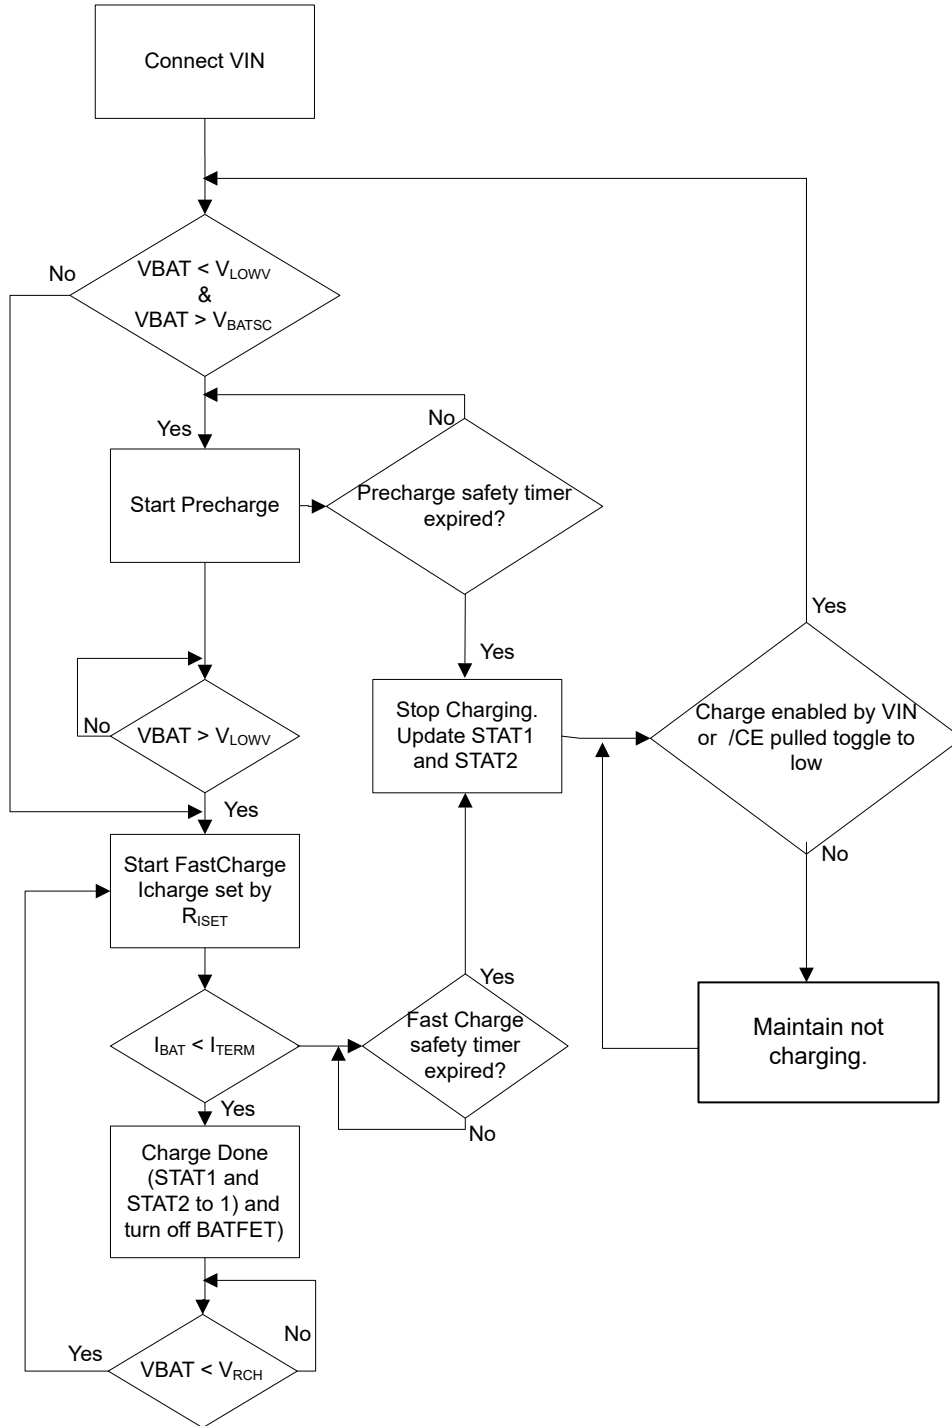 Connect VIN
No
VBAT < VLOWV
&
VBAT > VBATSC
Yes
No
Start Precharge
Precharge safety timer
expired?
Yes
Yes
No
VBAT > VLOWV
Stop Charging.
Update STAT1
and STAT2
Charge enabled by VIN
or /CE pulled toggle to
low
Yes
No
Start FastCharge
Icharge set by
RISET
Yes
IBAT < ITERM
Fast Charge
safety timer
expired?
No
Maintain not
charging.
Yes
Charge Done
(STAT1 and
STAT2 to 1) and
turn off BATFET)
No
Yes
VBAT < VRCH